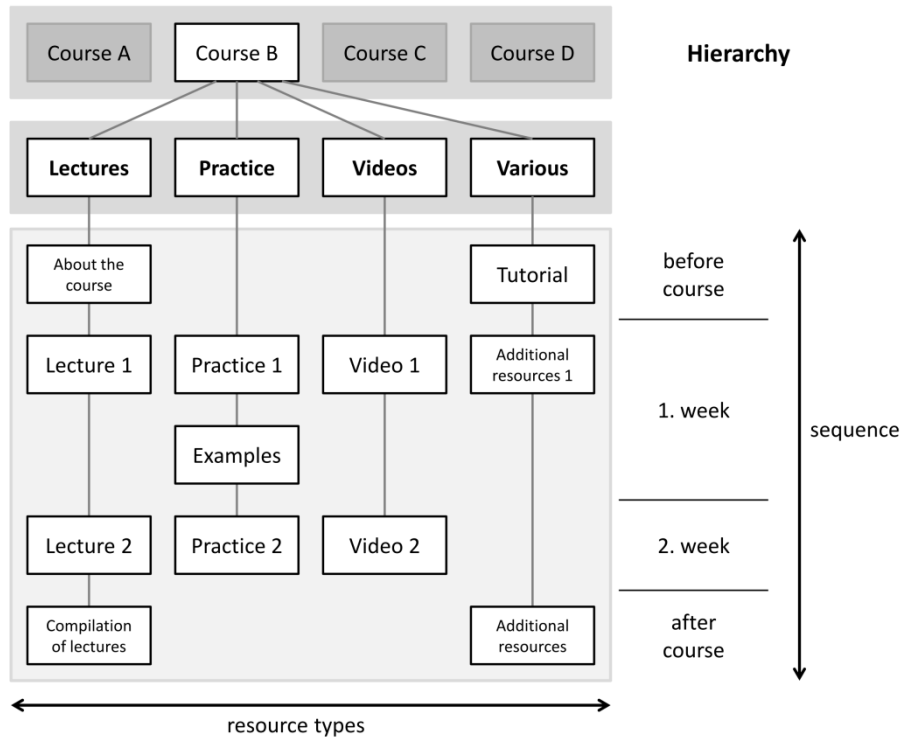 Course A
Course B
Course C
Course D
Hierarchy
Lectures
Practice
Videos
Various
About the
course
Tutorial
before
course
Lecture 1
Practice 1
Video 1
Additional
resources 1
1. week
sequence
Examples
Lecture 2
Practice 2
Video 2
2. week
Compilation
of lectures
Additional
resources
after
course
resource types